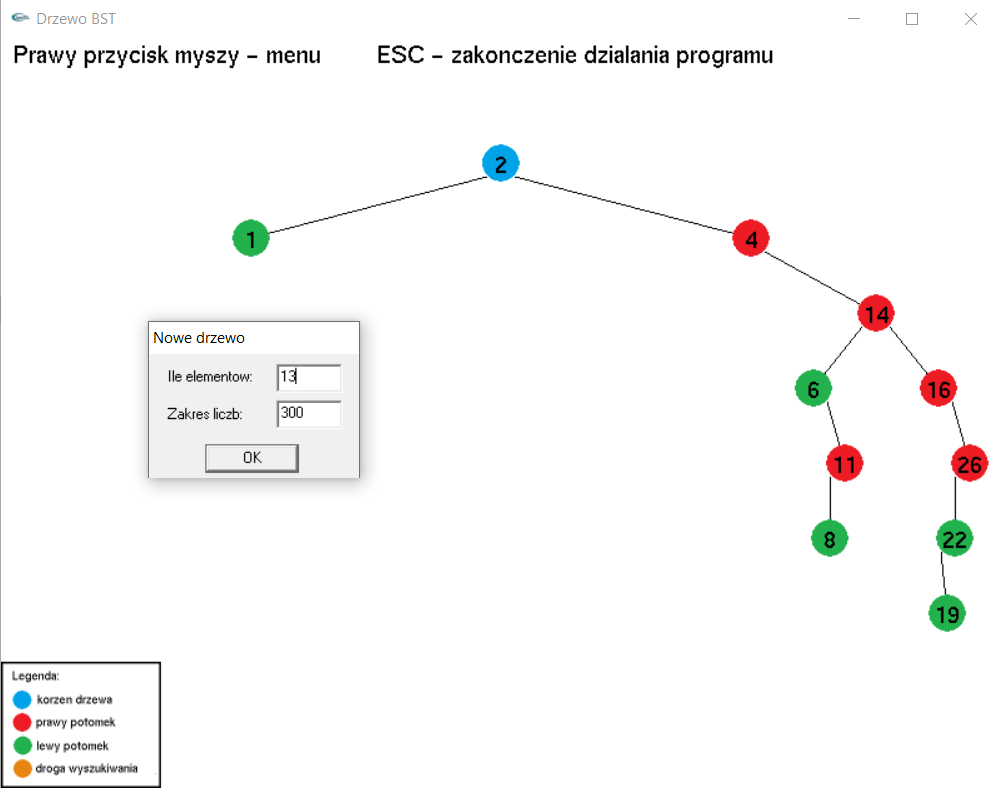 Drzewo BST
Prawy przycisk myszy – menu ESC – zakonczenie dzialania programu
2
1 4
14
6 16
11 26
8 22
19
Nowe drzewo
Ile elementow: 13
Zakres liczb: 300
OK
Legenda:
korzen drzewa
prawy potomek
lewy potomek
droga wyszukiwania